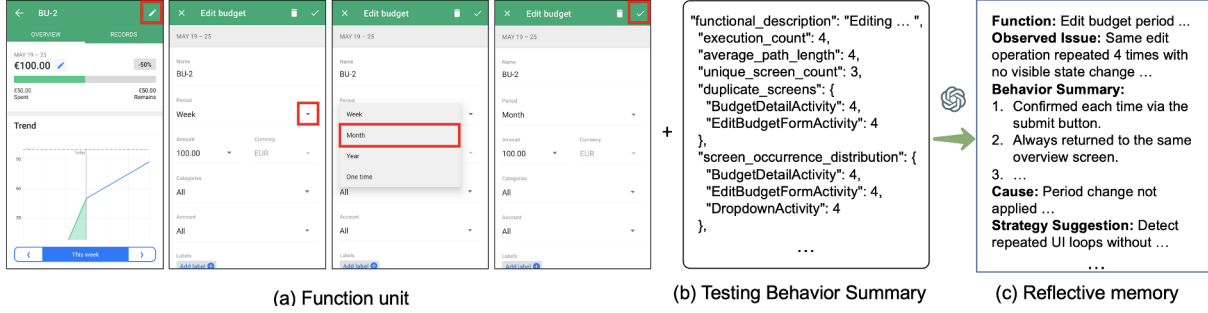 BU-2
OVERVIEW
RECORDS
MAY 19 – 25
€100.00
-50%
€50.00
€50.00
Spent
Remains
Trend
Today
90
60
30
This week
Edit budget
MAY 19 – 25
Name
BU-2
Period
Week
Amount
Currency
100.00
EUR
Categories
All
Account
All
Labels
Add label
Edit budget
MAY 19 – 25
Name
BU-2
Period
Week
Month
Year
One time
All
Account
All
Labels
Add label
Edit budget
MAY 19 – 25
Name
BU-2
Period
Month
Amount
Currency
100.00
EUR
Categories
All
Account
All
Labels
Add label
(a) Function unit
+
"functional_description": "Editing … ",
"execution_count": 4,
"average_path_length": 4,
"unique_screen_count": 3,
"duplicate_screens": {
"BudgetDetailActivity": 4,
"EditBudgetFormActivity": 4
},
"screen_occurrence_distribution": {
"BudgetDetailActivity": 4,
"EditBudgetFormActivity": 4,
"DropdownActivity": 4
},
…
(b) Testing Behavior Summary
Function: Edit budget period …
Observed Issue: Same edit
operation repeated 4 times with
no visible state change …
Behavior Summary:
1. Confirmed each time via the
submit button.
2. Always returned to the same
overview screen.
3. …
Cause: Period change not
applied …
Strategy Suggestion: Detect
repeated UI loops without …
…
(c) Reflective memory